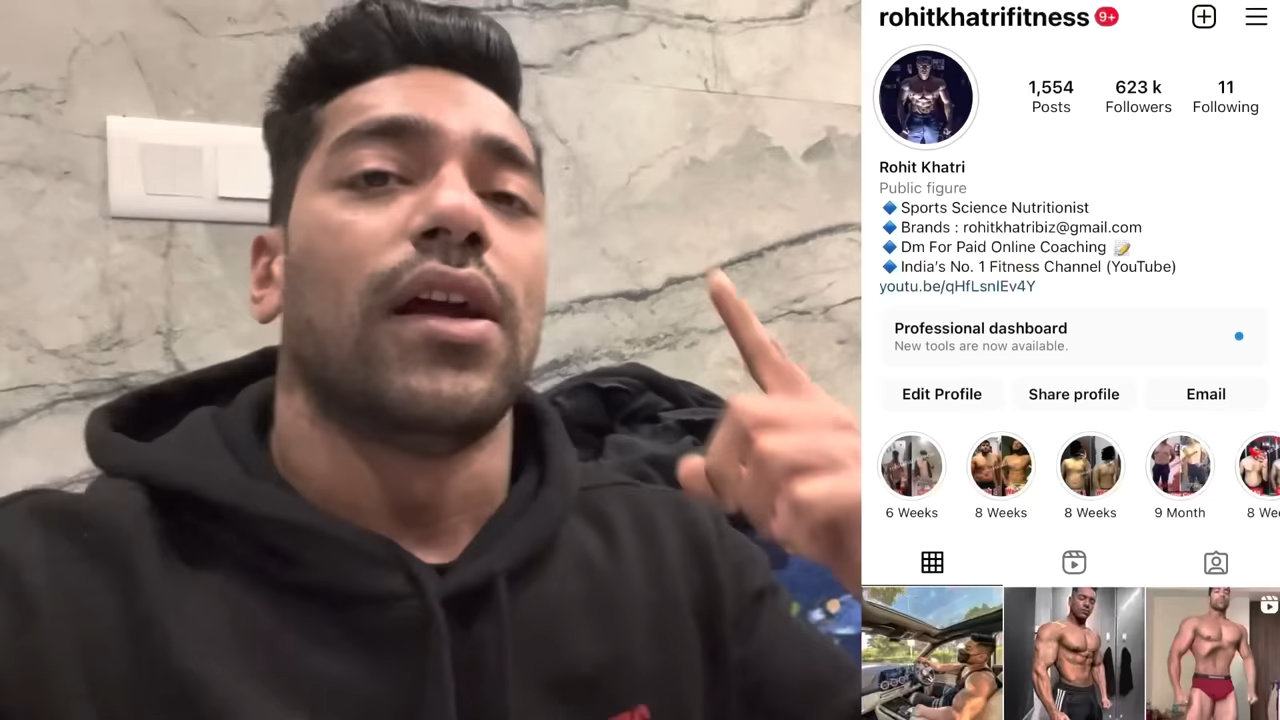 rohitkhatrifitness 9+
1,554 623 k 11
Posts Followers Following
Rohit Khatri
Public figure
🔷 Sports Science Nutritionist
🔷 Brands : rohitkhatribiz@gmail.com
🔷 Dm For Paid Online Coaching 📝
🔷 India's No. 1 Fitness Channel (YouTube)
youtu.be/qHfLsnIEv4Y
Professional dashboard
New tools are now available.
Edit Profile Share profile Email
6 Weeks 8 Weeks 8 Weeks 9 Month 8 Wee